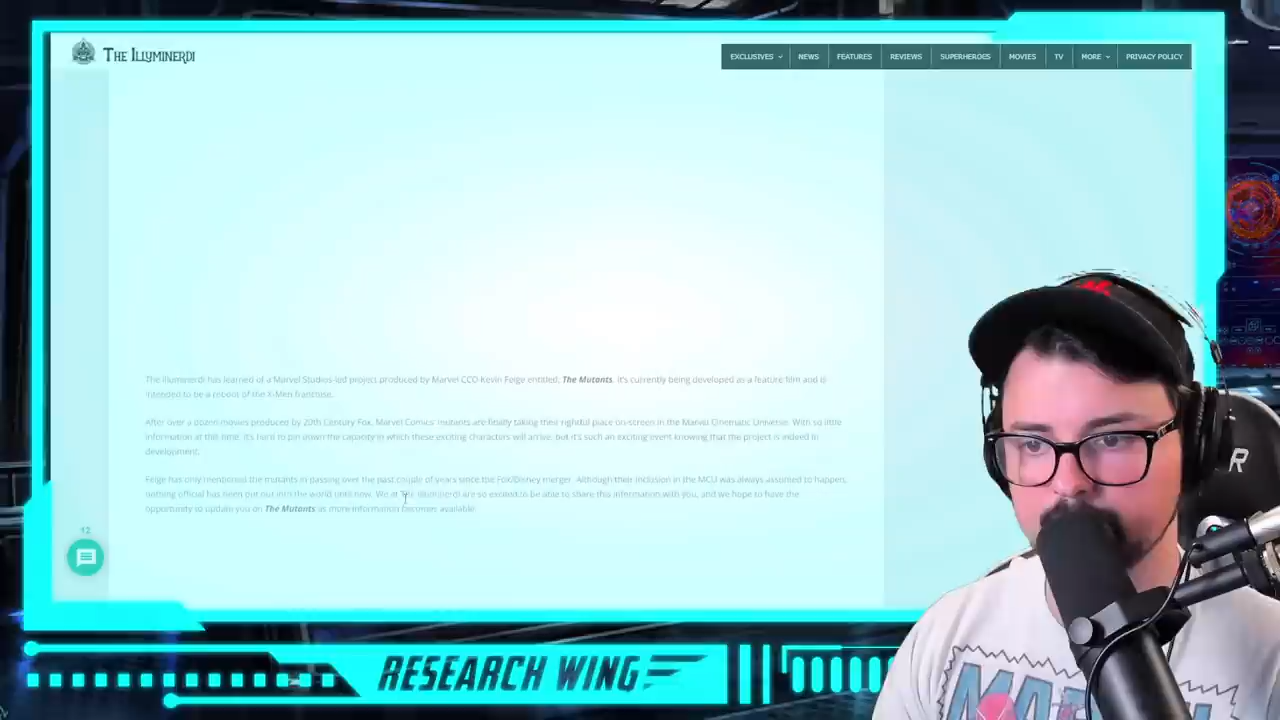 THE ILLUMINERDI
EXCLUSIVES NEWS FEATURES REVIEWS SUPERHEROES MOVIES TV MORE PRIVACY POLICY
The Illuminerdi has learned of a Marvel Studios-led project produced by Marvel CCO Kevin Feige entitled, The Mutants. It's currently being developed as a feature film and is
intended to be a reboot of the X-Men franchise.
After over a dozen movies produced by 20th Century Fox, Marvel Comics' mutants are finally taking their rightful place on-screen in the Marvel Cinematic Universe. With so little
information at this time, it's hard to pin down the capacity in which these exciting characters will arrive, but it's such an exciting event knowing that the project is indeed in
development.
Feige has only mentioned the mutants in passing over the past couple of years since the Fox/Disney merger. Although their inclusion in the MCU was always assumed to happen,
nothing official has been put out into the world until now. We at The Illuminerdi are so excited to be able to share this information with you, and we hope to have the
opportunity to update you on The Mutants as more information becomes available.
12
R
RESEARCH WING